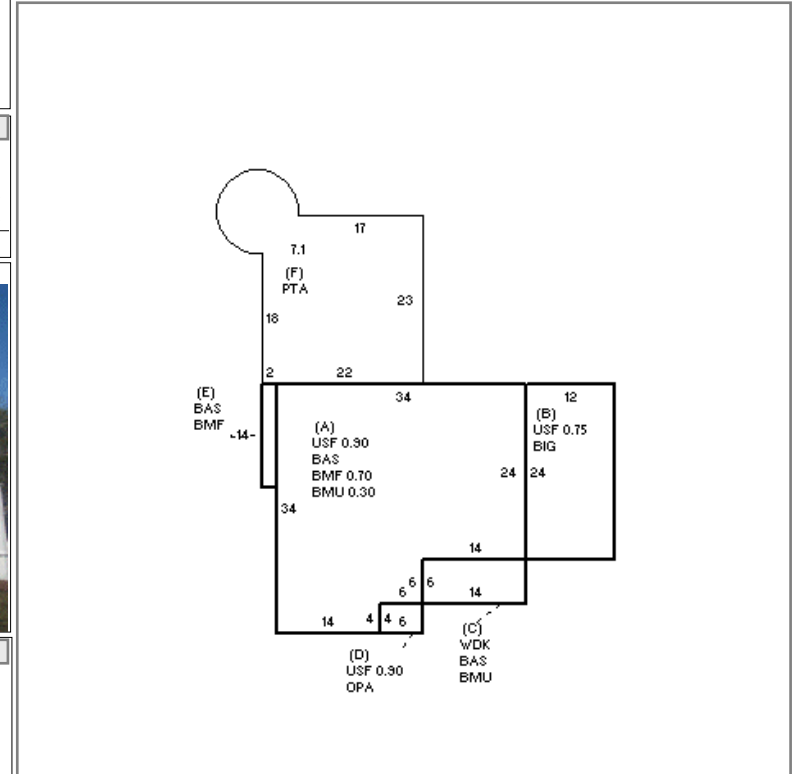 17
7.1
(F)
PTA
23
18
2
22
(E)
BAS
BMF
-14-
34
12
(A)
USF 0.90
BAS
BMF 0.70
BMU 0.30
(B)
USF 0.75
BIG
24
24
34
14
6
6
6
14
14
4
4
6
(D)
USF 0.90
OPA
(C)
WDK
BAS
BMU